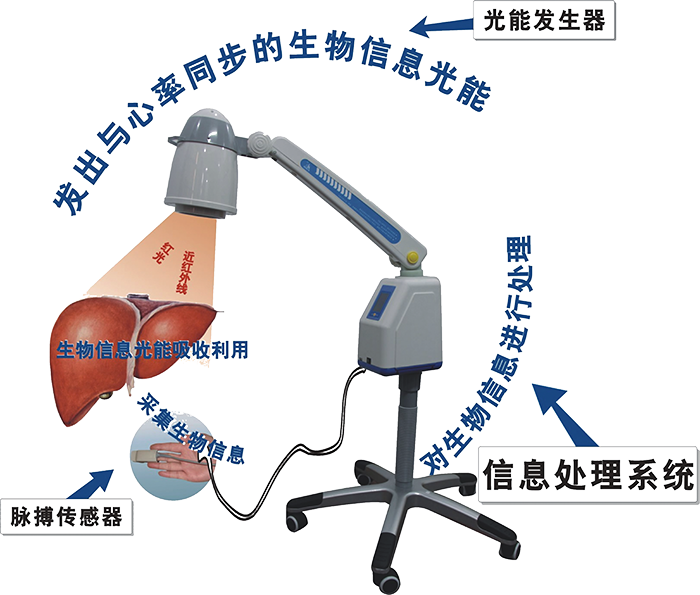 光能发生器
发出与心率同步的生物信息光能
红光
近红外线
生物信息光能吸收利用
对生物信息进行处理
采集生物信息
信息处理系统
脉搏传感器